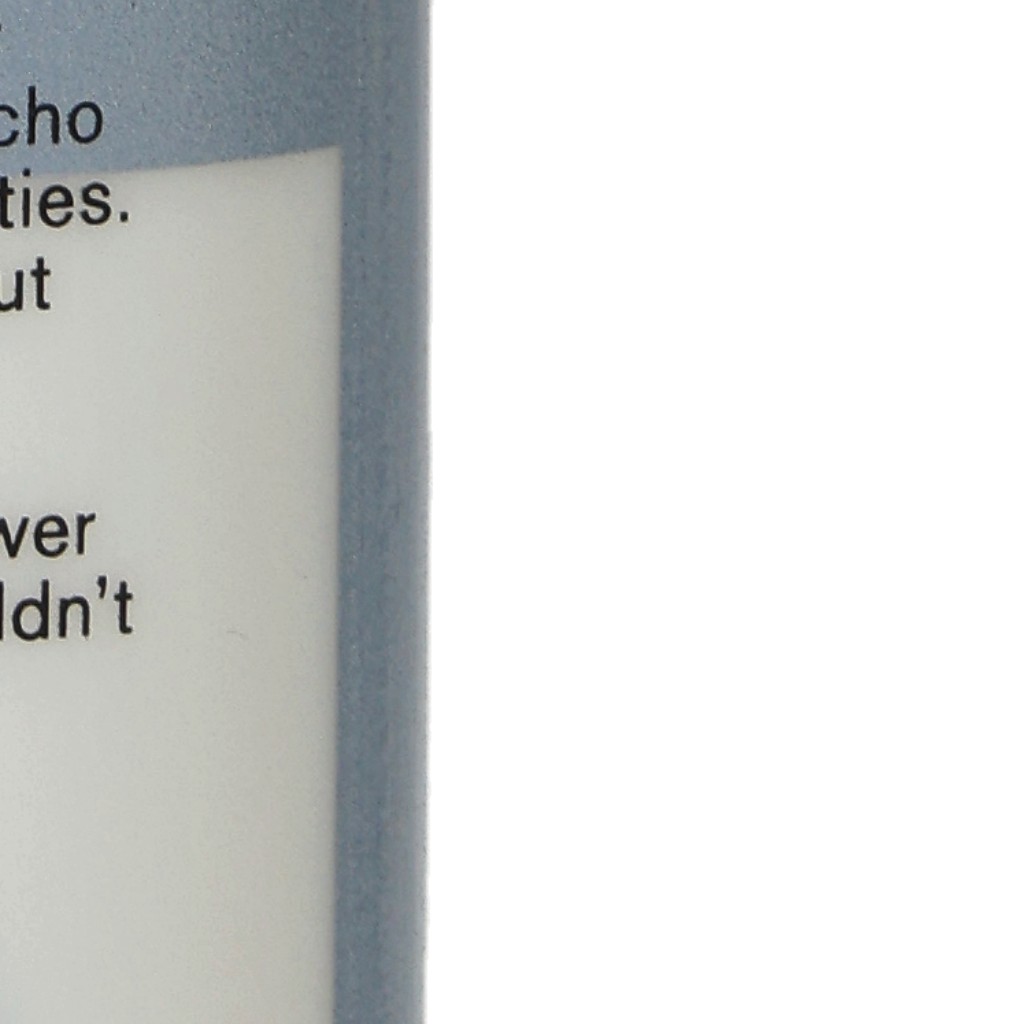 cho
ties.
ut
ver
ldn't